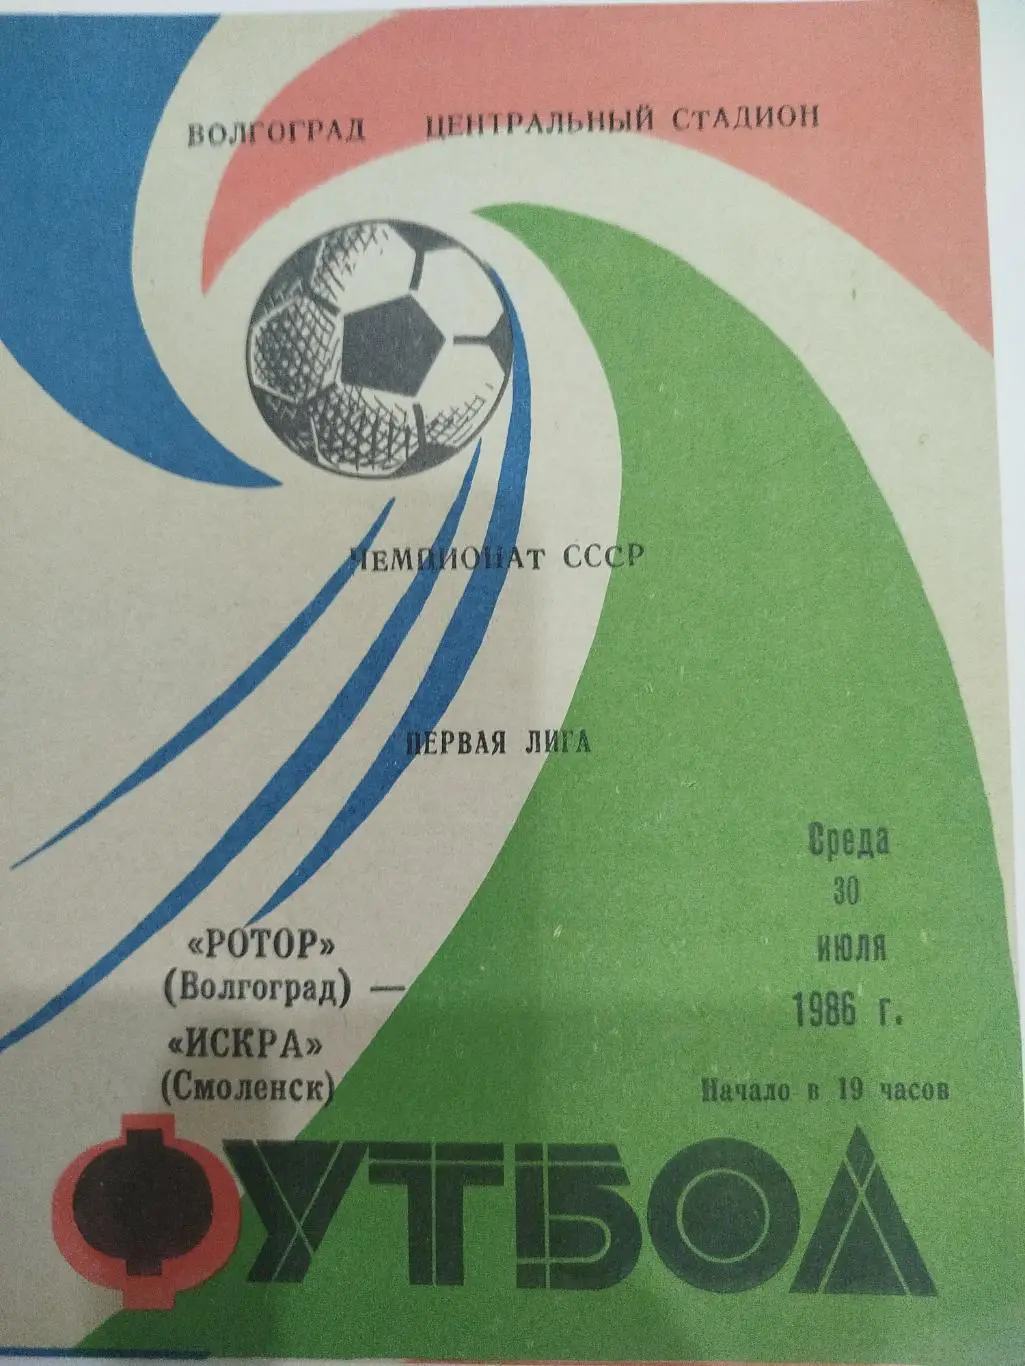 ВОЛГОГРАД ЦЕНТРАЛЬНЫЙ СТАДИОН
ЧЕМПИОНАТ СССР
ПЕРВАЯ ЛИГА
Среда
30
июля
1986 г.
Начало в 19 часов
«РОТОР»
(Волгоград) —
«ИСКРА»
(Смоленск)
ФУТБОЛ